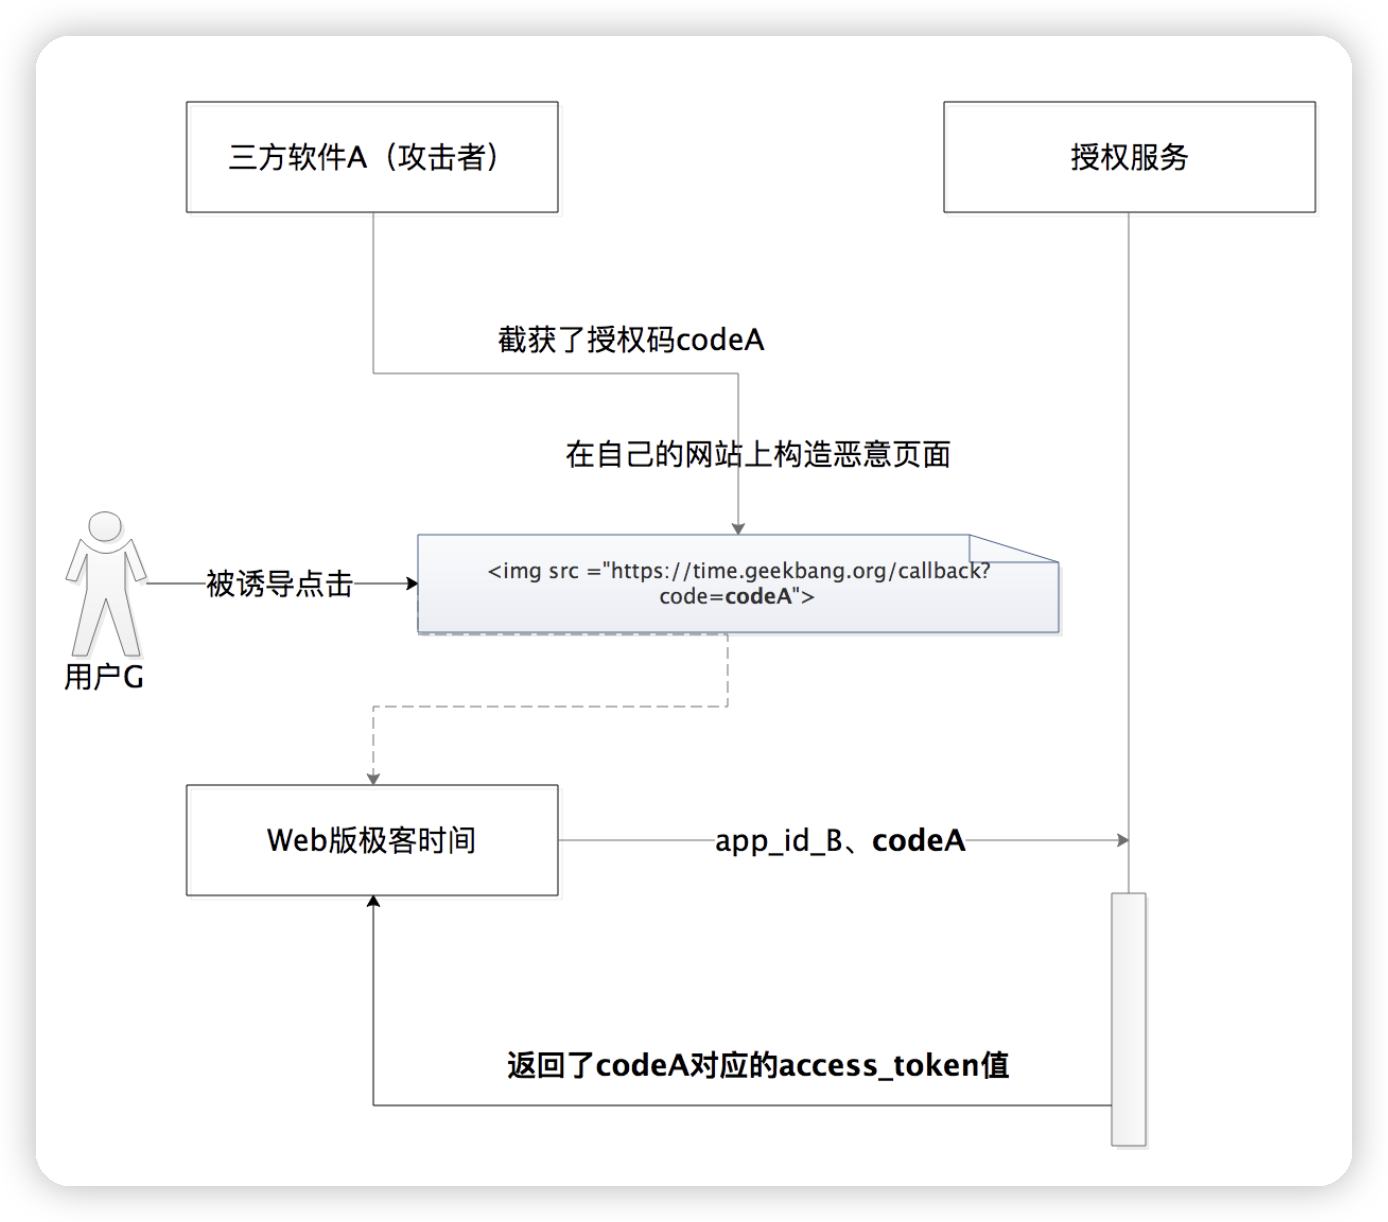 三方软件A（攻击者）
授权服务
截获了授权码codeA
在自己的网站上构造恶意页面
<img src ="https://time.geekbang.org/callback?
code=codeA">
被诱导点击
用户G
Web版极客时间
app_id_B、codeA
返回了codeA对应的access_token值